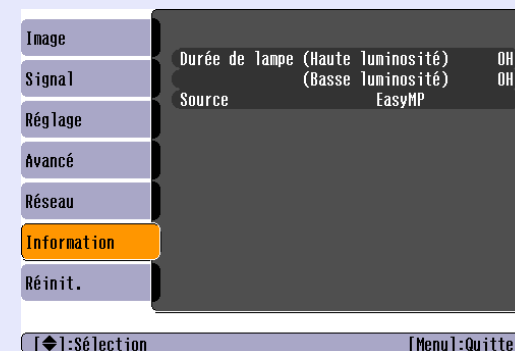 Image
Signal
Réglage
Avancé
Réseau
Information
Réinit.
Durée de lampe (Haute luminosité) 0H
(Basse luminosité) 0H
Source EasyMP
[◆]:Sélection [Menu]:Quitte